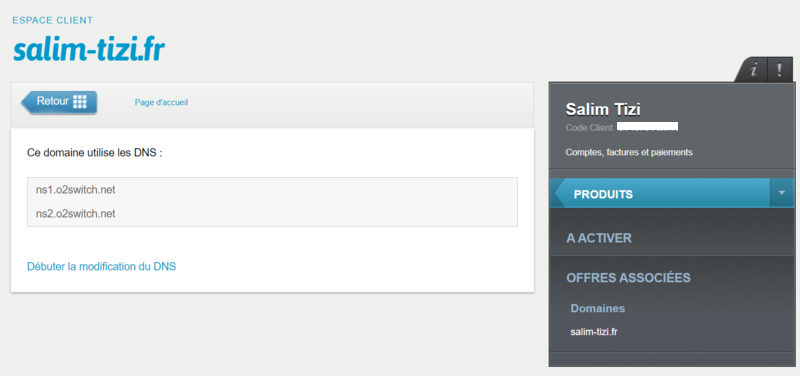 ESPACE CLIENT
salim-tizi.fr
i !
Retour
Page d'accueil
Ce domaine utilise les DNS :
ns1.o2switch.net
ns2.o2switch.net
Débuter la modification du DNS
Salim Tizi
Code Client:
Comptes, factures et paiements
PRODUITS
A ACTIVER
OFFRES ASSOCIÉES
Domaines
salim-tizi.fr